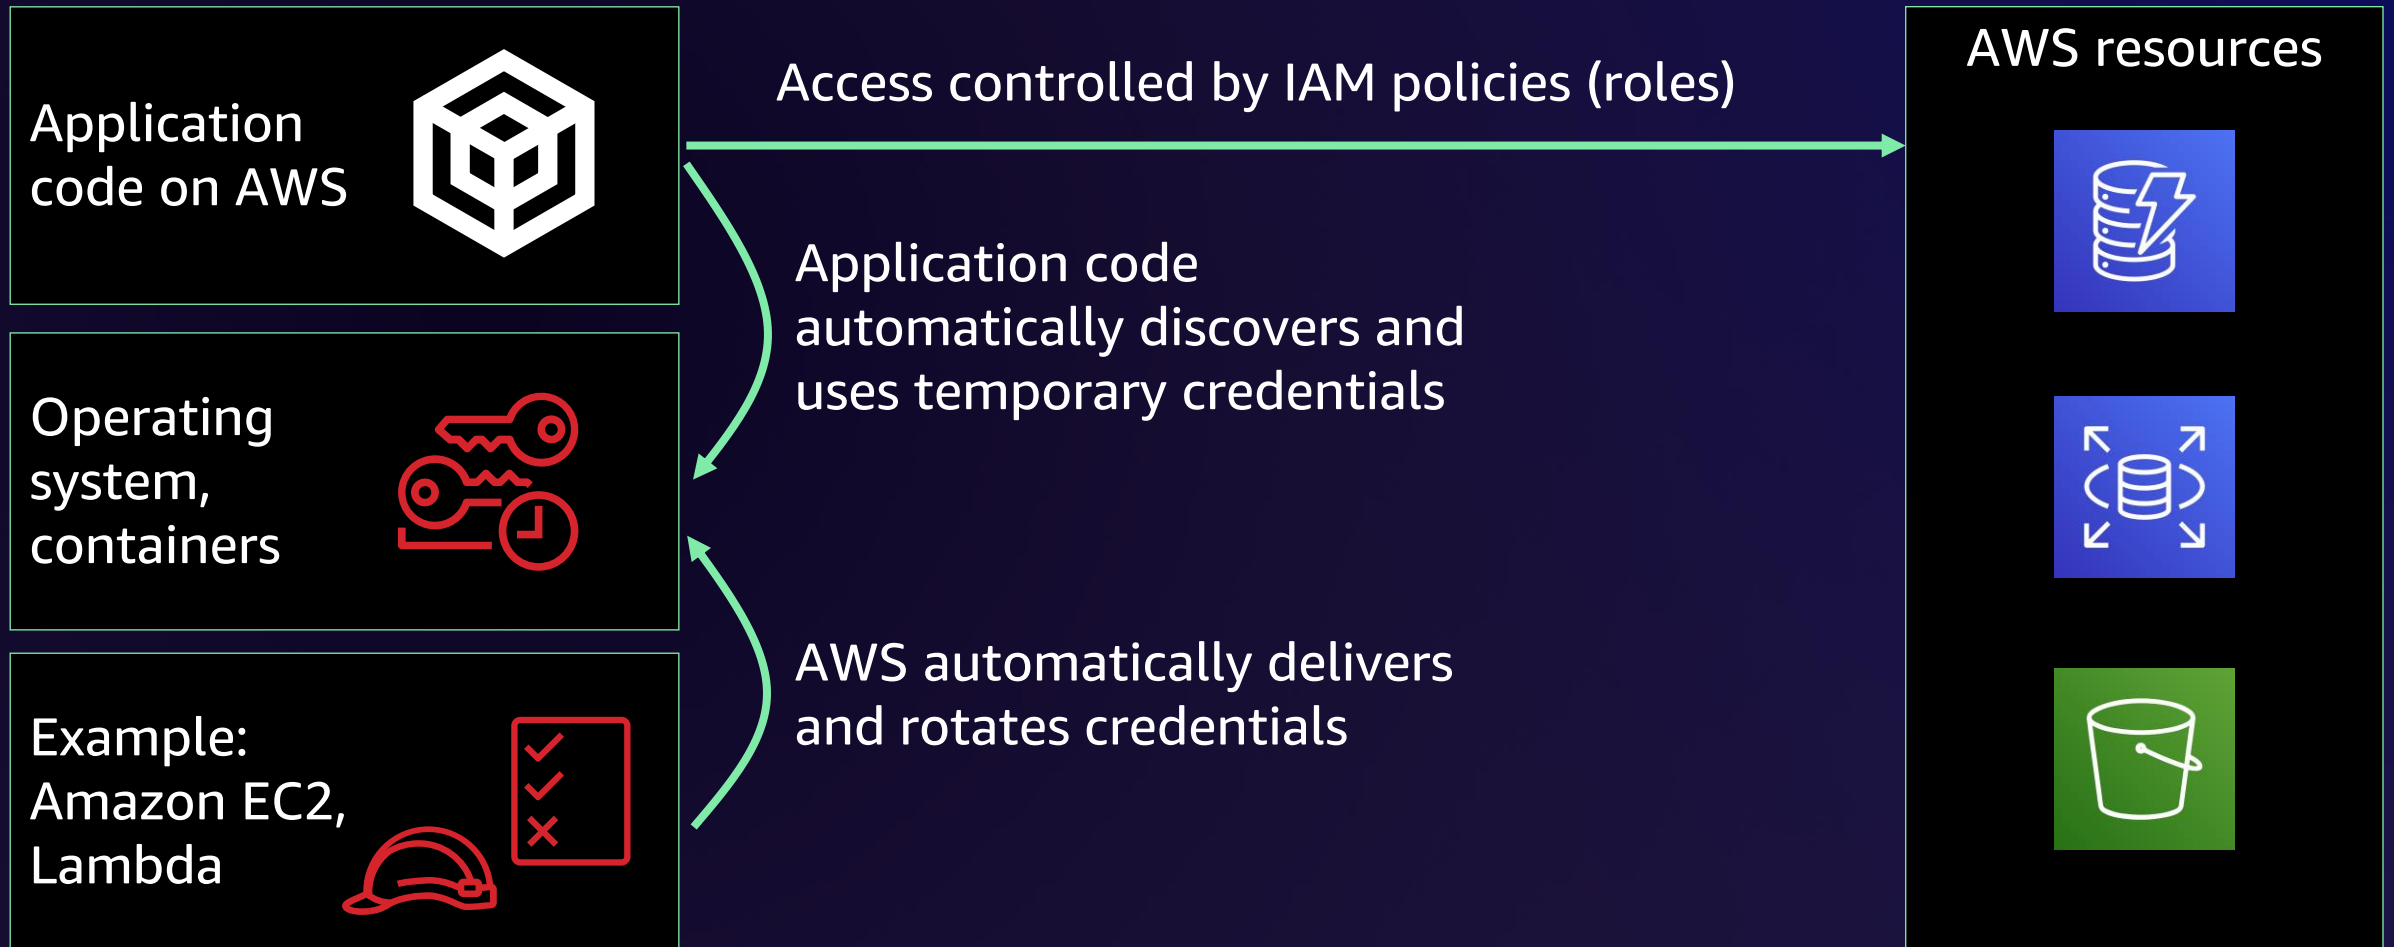 Application
code on AWS
Access controlled by IAM policies (roles)
AWS resources
Application code
automatically discovers and
uses temporary credentials
Operating
system,
containers
AWS automatically delivers
and rotates credentials
Example:
Amazon EC2,
Lambda